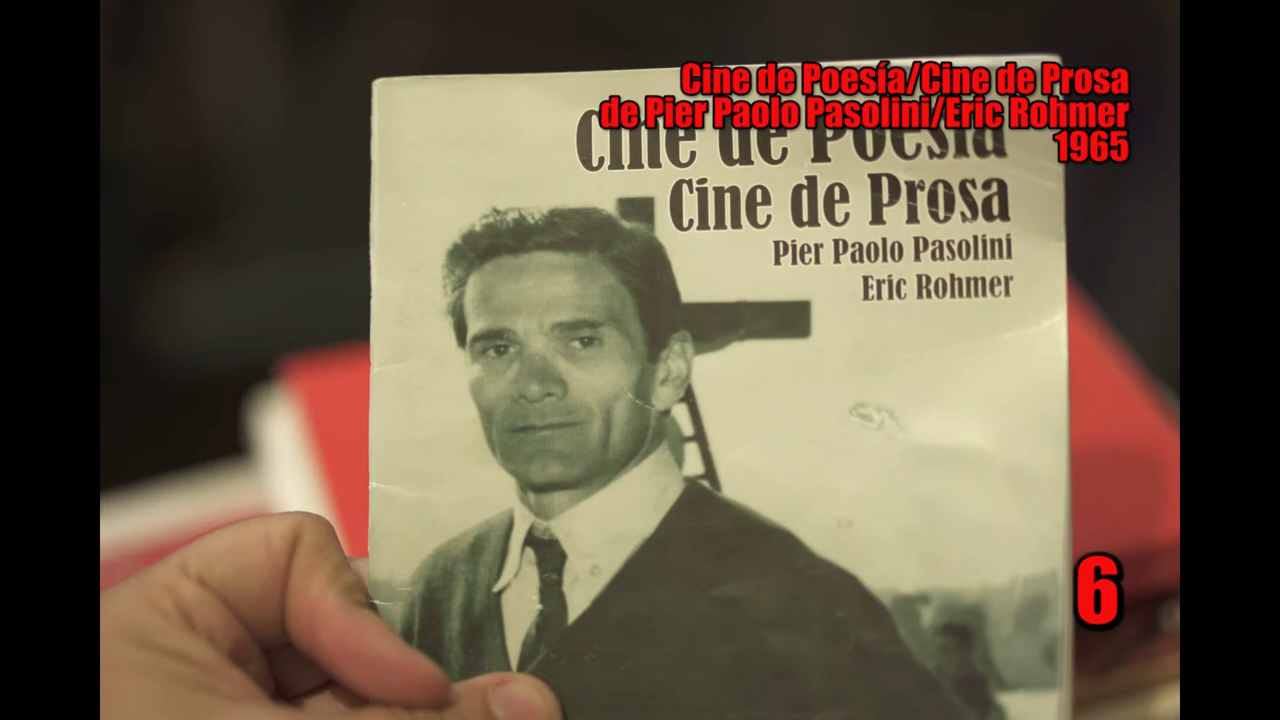 Cine de Poesía/Cine de Prosa
de Pier Paolo Pasolini/Eric Rohmer
1965
Cine de Poesía
Cine de Prosa
Pier Paolo Pasolini
Eric Rohmer
6